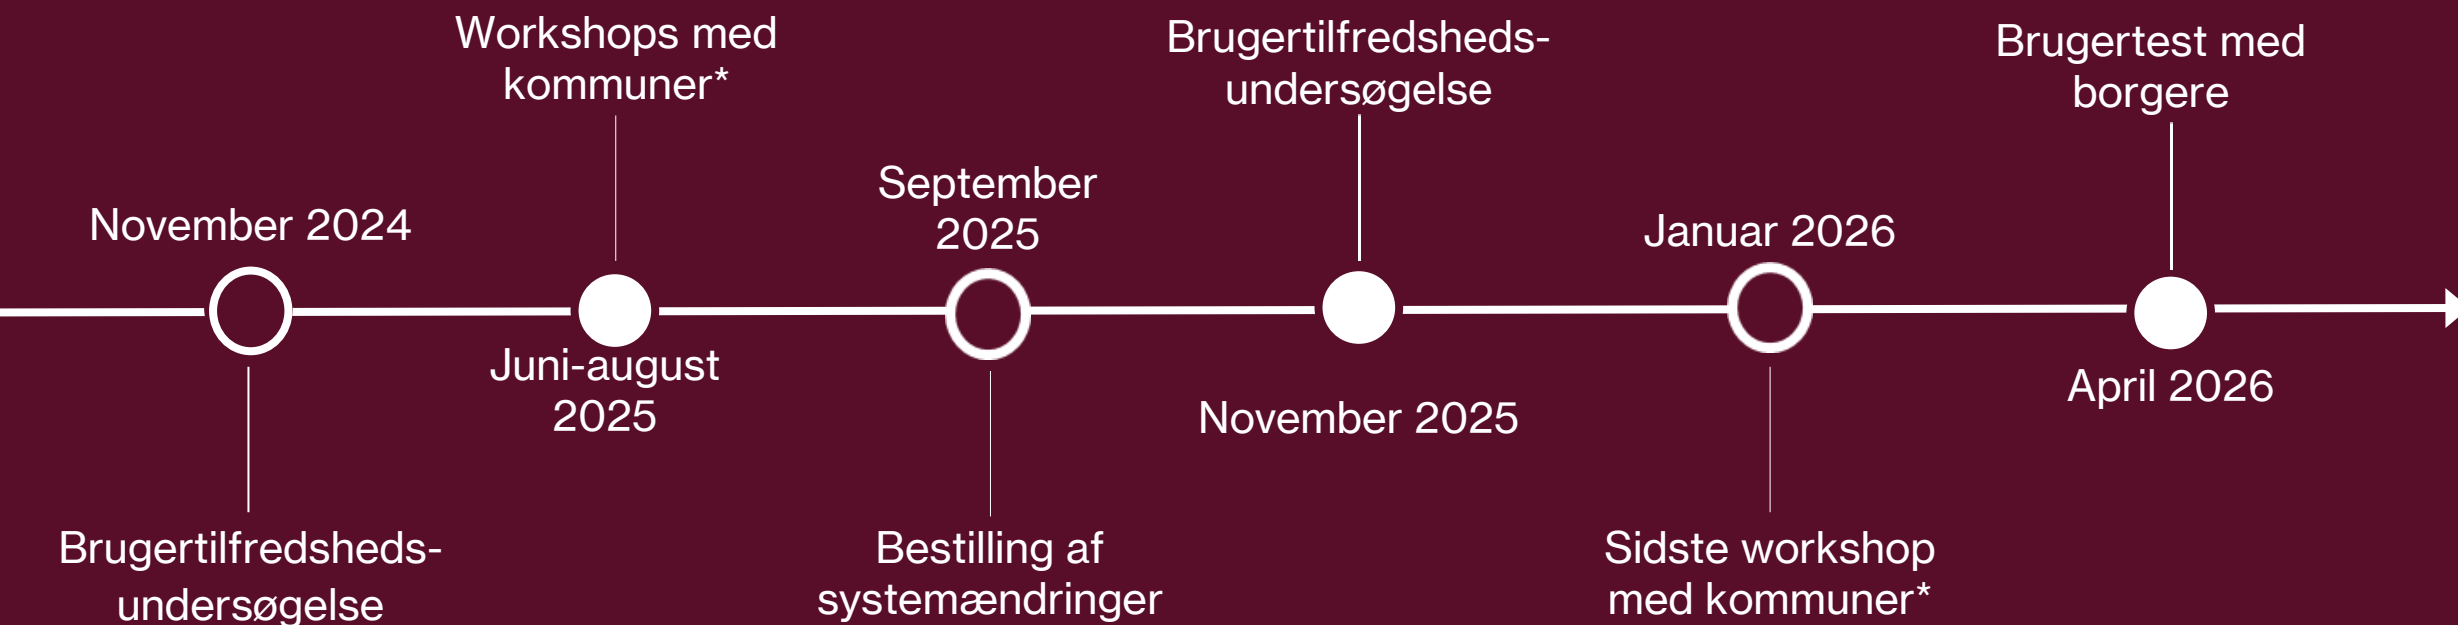 November 2024
Brugertilfredsheds-
undersøgelse
Workshops med
kommuner*
Juni-august
2025
September
2025
Bestilling af
systemændringer
Brugertilfredsheds-
undersøgelse
November 2025
Januar 2026
Sidste workshop
med kommuner*
Brugertest med
borgere
April 2026